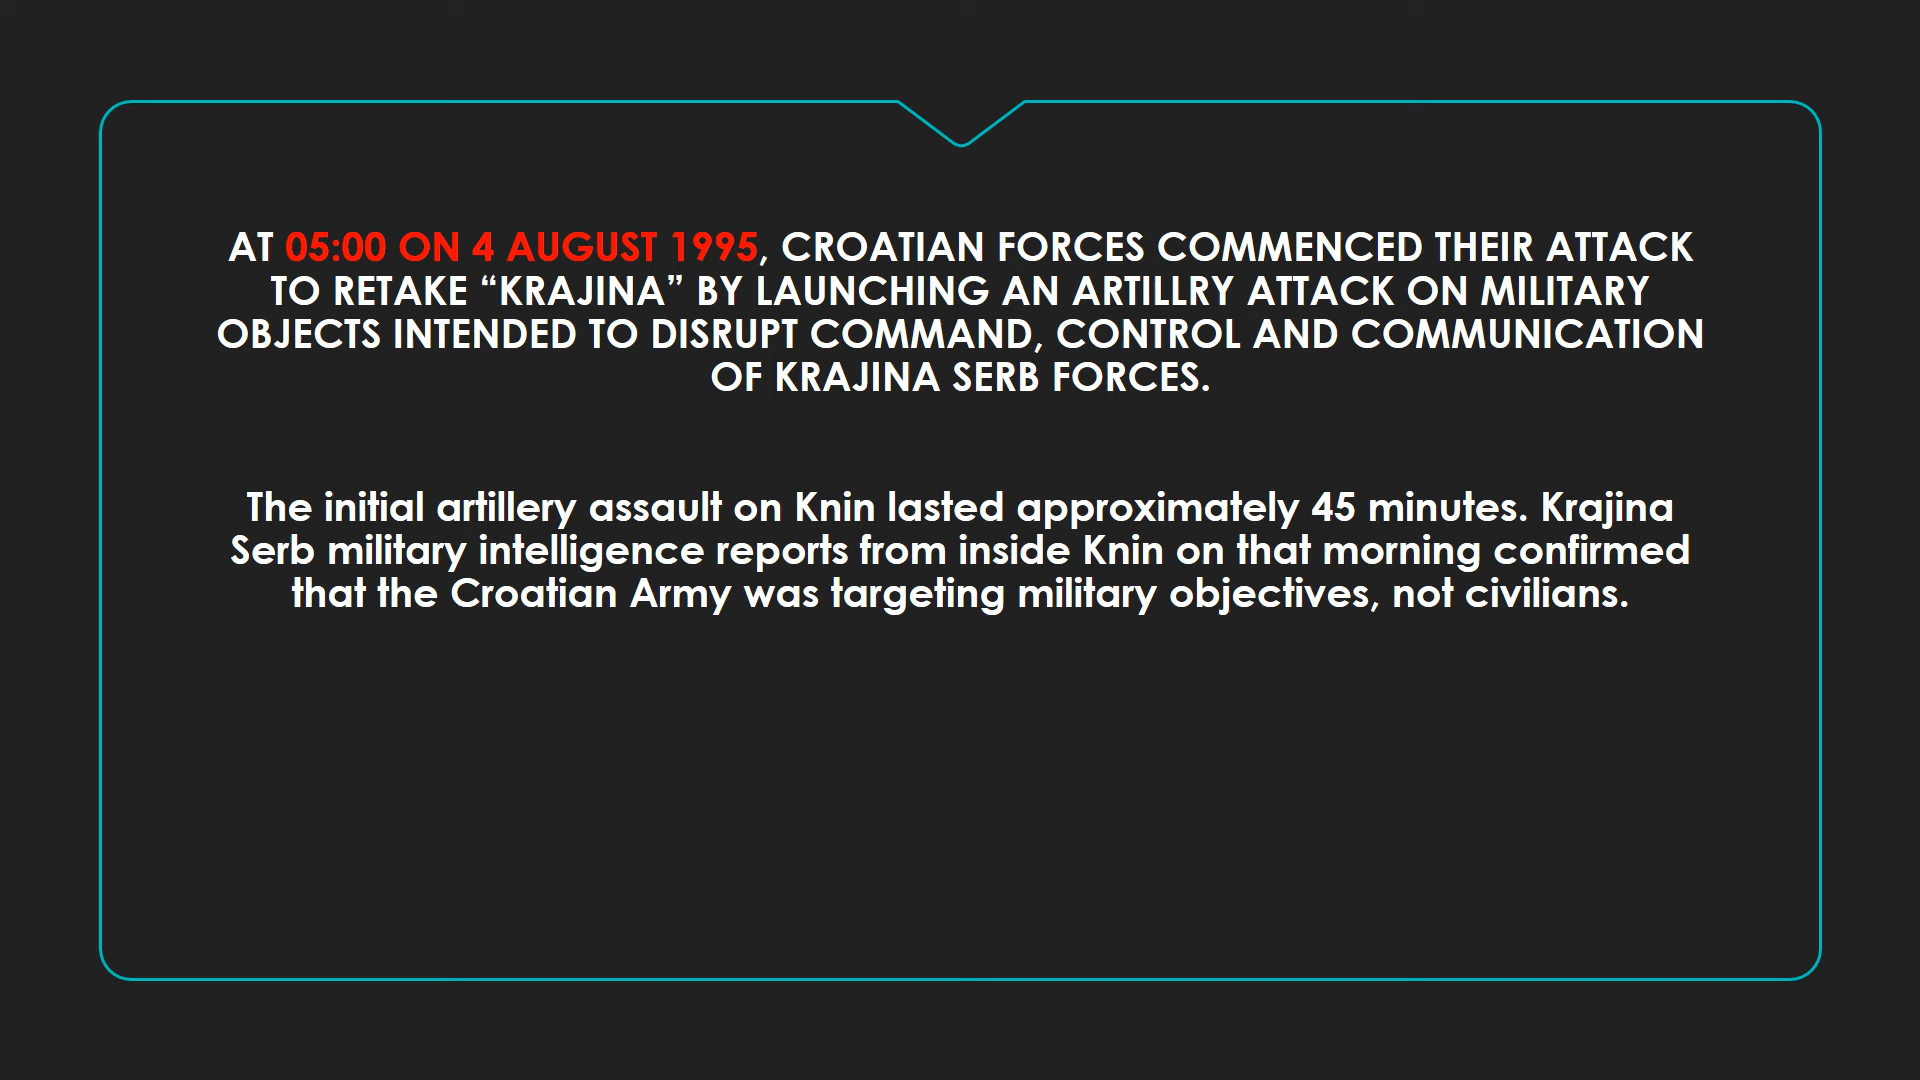 AT 05:00 ON 4 AUGUST 1995, CROATIAN FORCES COMMENCED THEIR ATTACK
TO RETAKE “KRAJINA” BY LAUNCHING AN ARTILLRY ATTACK ON MILITARY
OBJECTS INTENDED TO DISRUPT COMMAND, CONTROL AND COMMUNICATION
OF KRAJINA SERB FORCES.
The initial artillery assault on Knin lasted approximately 45 minutes. Krajina
Serb military intelligence reports from inside Knin on that morning confirmed
that the Croatian Army was targeting military objectives, not civilians.